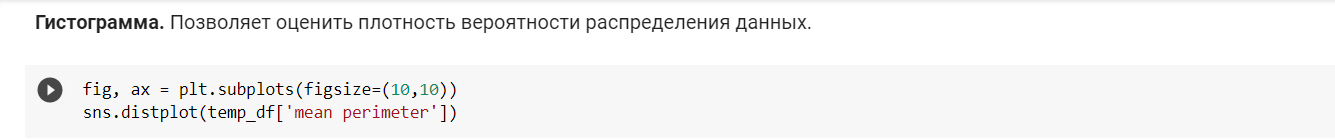 Гистограмма. Позволяет оценить плотность вероятности распределения данных.
fig, ax = plt.subplots(figsize=(10,10))
sns.distplot(temp_df['mean perimeter'])